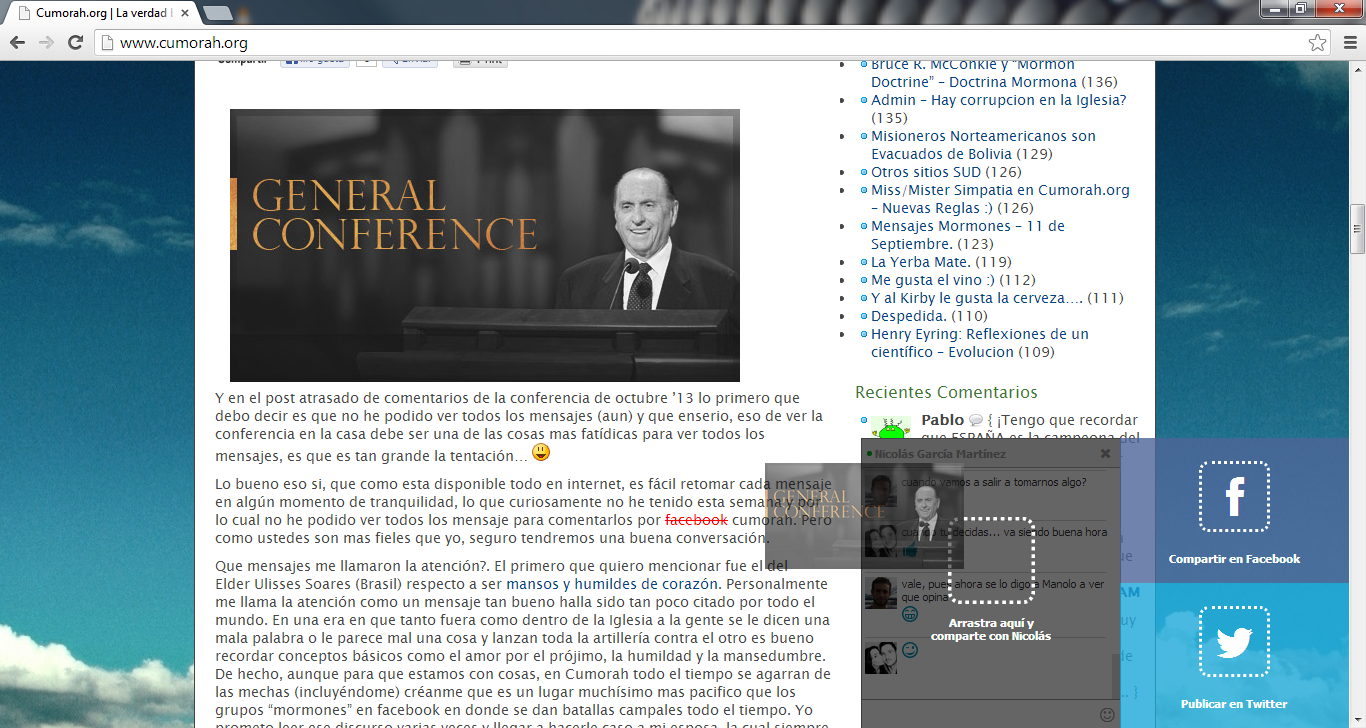 Cumorah.org | La verdad
www.cumorah.org
Compartir
Me gusta
Print
GENERAL
CONFERENCE
Y en el post atrasado de comentarios de la conferencia de octubre ’13 lo primero que
debo decir es que no he podido ver todos los mensajes (aun) y que enserio, eso de ver la
conferencia en la casa debe ser una de las cosas mas fatídicas para ver todos los
mensajes, es que es tan grande la tentación…
Lo bueno eso si, que como esta disponible todo en internet, es fácil retomar cada mensaje
en algún momento de tranquilidad, lo que curiosamente no he tenido esta semana y por
lo cual no he podido ver todos los mensaje para comentarlos por facebook cumorah. Pero
como ustedes son mas fieles que yo, seguro tendremos una buena conversación.
Que mensajes me llamaron la atención?. El primero que quiero mencionar fue el del
Elder Ulisses Soares (Brasil) respecto a ser mansos y humildes de corazón. Personalmente
me llama la atención como un mensaje tan bueno halla sido tan poco citado por todo el
mundo. En una era en que tanto fuera como dentro de la Iglesia a la gente se le dicen una
mala palabra o le parece mal una cosa y lanzan toda la artillería contra el otro es bueno
recordar conceptos básicos como el amor por el prójimo, la humildad y la mansedumbre.
De hecho, aunque para que estamos con cosas, en Cumorah todo el tiempo se agarran de
las mechas (incluyéndome) créanme que es un lugar muchísimo mas pacifico que los
grupos “mormones” en facebook en donde se dan batallas campales todo el tiempo. Yo
prometo leer ese discurso varias veces y llegar a hacerle caso a mi esposa, la cual siempre
Bruce R. McConkie y “Mormon
Doctrine” – Doctrina Mormona (136)
Admin – Hay corrupcion en la Iglesia?
(135)
Misioneros Norteamericanos son
Evacuados de Bolivia (129)
Otros sitios SUD (126)
Miss/Mister Simpatia en Cumorah.org
– Nuevas Reglas :) (126)
Mensajes Mormones – 11 de
Septiembre. (123)
La Yerba Mate. (119)
Me gusta el vino :) (112)
Y al Kirby le gusta la cerveza…. (111)
Despedida. (110)
Henry Eyring: Reflexiones de un
científico – Evolucion (109)
Recientes Comentarios
Pablo { ¡Tengo que recordar
que ESPAÑA es la campeona del
Nicolás García Martínez
cuando vamos a salir a tomarnos algo?
cuando tu decidas... va siendo buena hora
vale, pues ahora se lo digo a Manolo a ver
que opina
GENERAL
CONFERENCE
Arrastra aquí y
comparte con Nicolás
Compartir en Facebook
AM
Publicar en Twitter